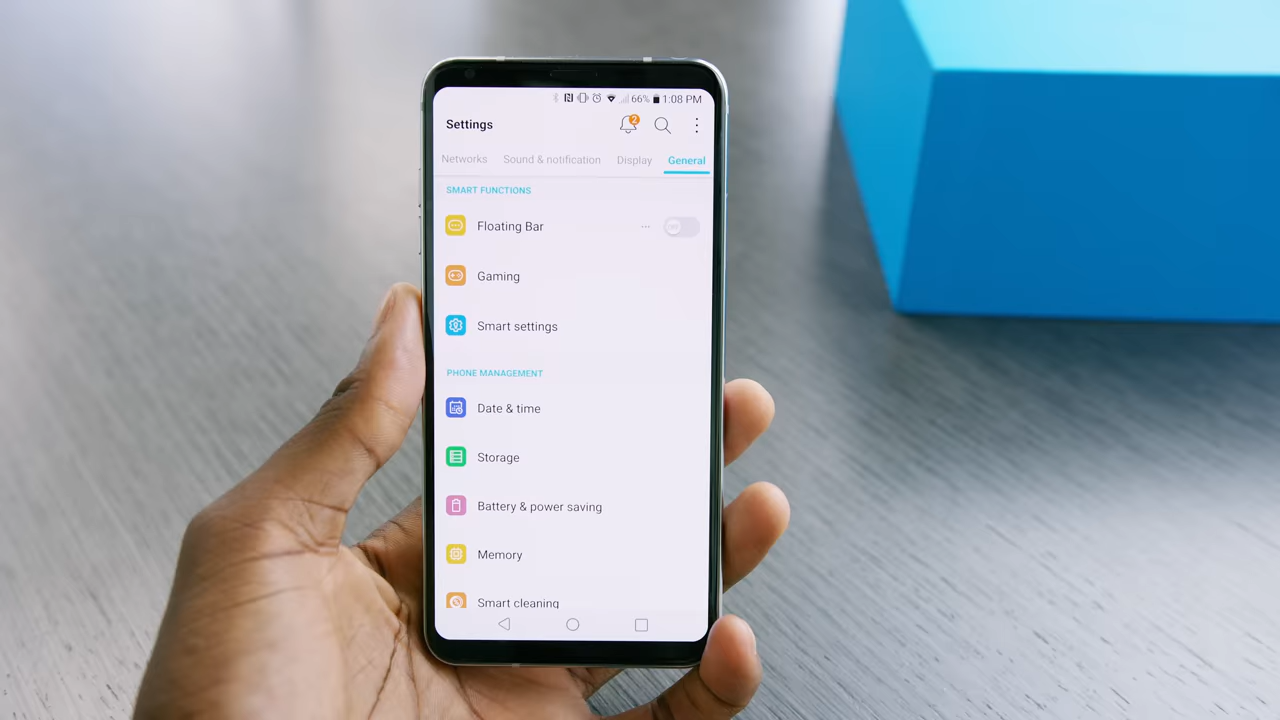 66% 1:08 PM
Settings
2
Networks Sound & notification Display General
SMART FUNCTIONS
Floating Bar
Gaming
Smart settings
PHONE MANAGEMENT
Date & time
Storage
Battery & power saving
Memory
Smart cleaning